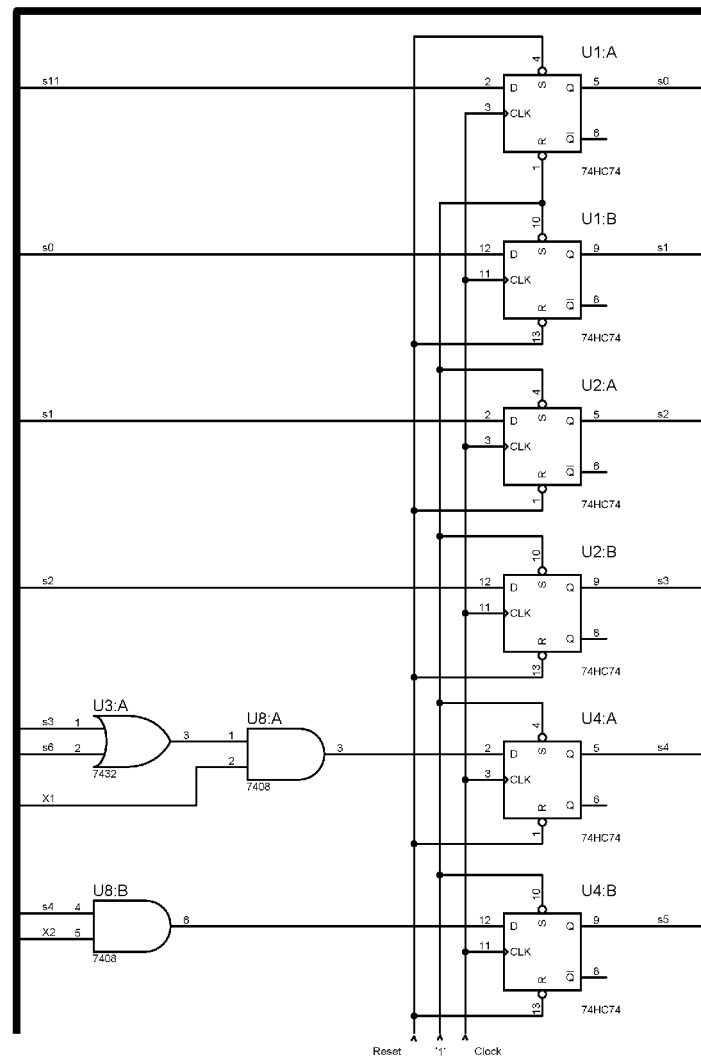 U1:A
4
s11 2 D S Q 5 s0
3 CLK
R Q 6
1
74HC74
U1:B
10
s0 12 D S Q 9 s1
11 CLK
R Q 8
13
74HC74
U2:A
4
s1 2 D S Q 5 s2
3 CLK
R Q 6
1
74HC74
U2:B
10
s2 12 D S Q 9 s3
11 CLK
R Q 8
13
74HC74
U3:A
U8:A
U4:A
4
s3 1 3 1
s6 2 2 3 2 D S Q 5 s4
7432
7408
3 CLK
X1
R Q 6
1
74HC74
U8:B
U4:B
10
s4 4 6 12 D S Q 9 s5
X2 5
7408
11 CLK
R Q 8
13
74HC74
Reset '1' Clock